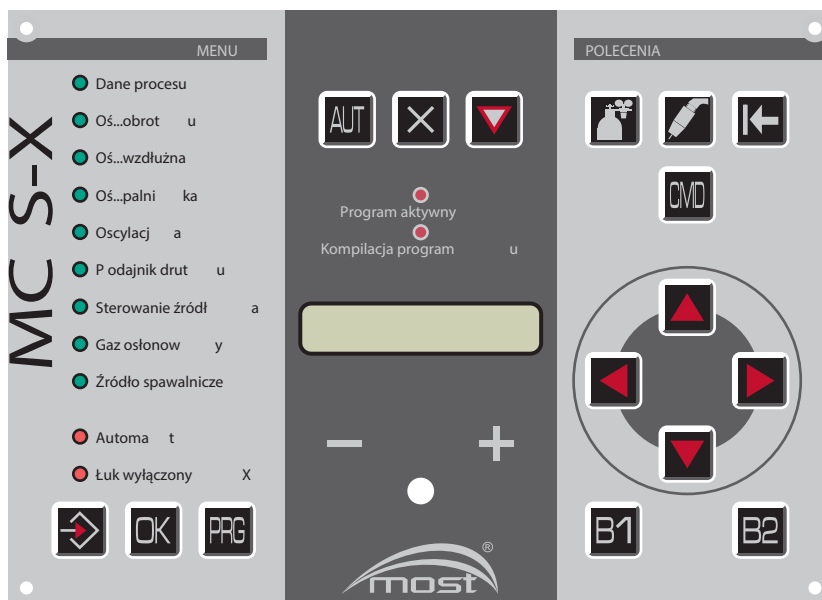 MENU
Dane procesu
Oś...obrot u
Oś...wzdłużna
Oś...palni ka
Oscylacj a
P odajnik drut u
Sterowanie źródł a
Gaz osłonow y
Źródło spawalnicze
Automa t
Łuk wyłączony X
OK
PRG
MC S-X
AUT
Program aktywny
Kompilacja program u
most®
POLECENIA
CMD
B1
B2